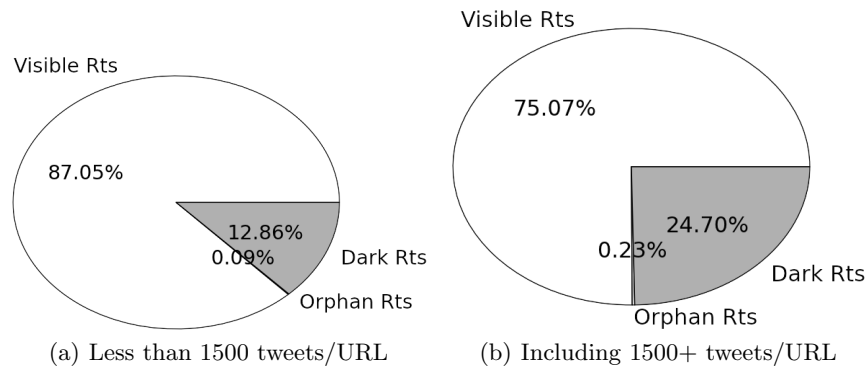 Visible Rts
87.05%
12.86%
0.09%
Dark Rts
Orphan Rts
(a) Less than 1500 tweets/URL
Visible Rts
75.07%
24.70%
0.23%
Dark Rts
Orphan Rts
(b) Including 1500+ tweets/URL